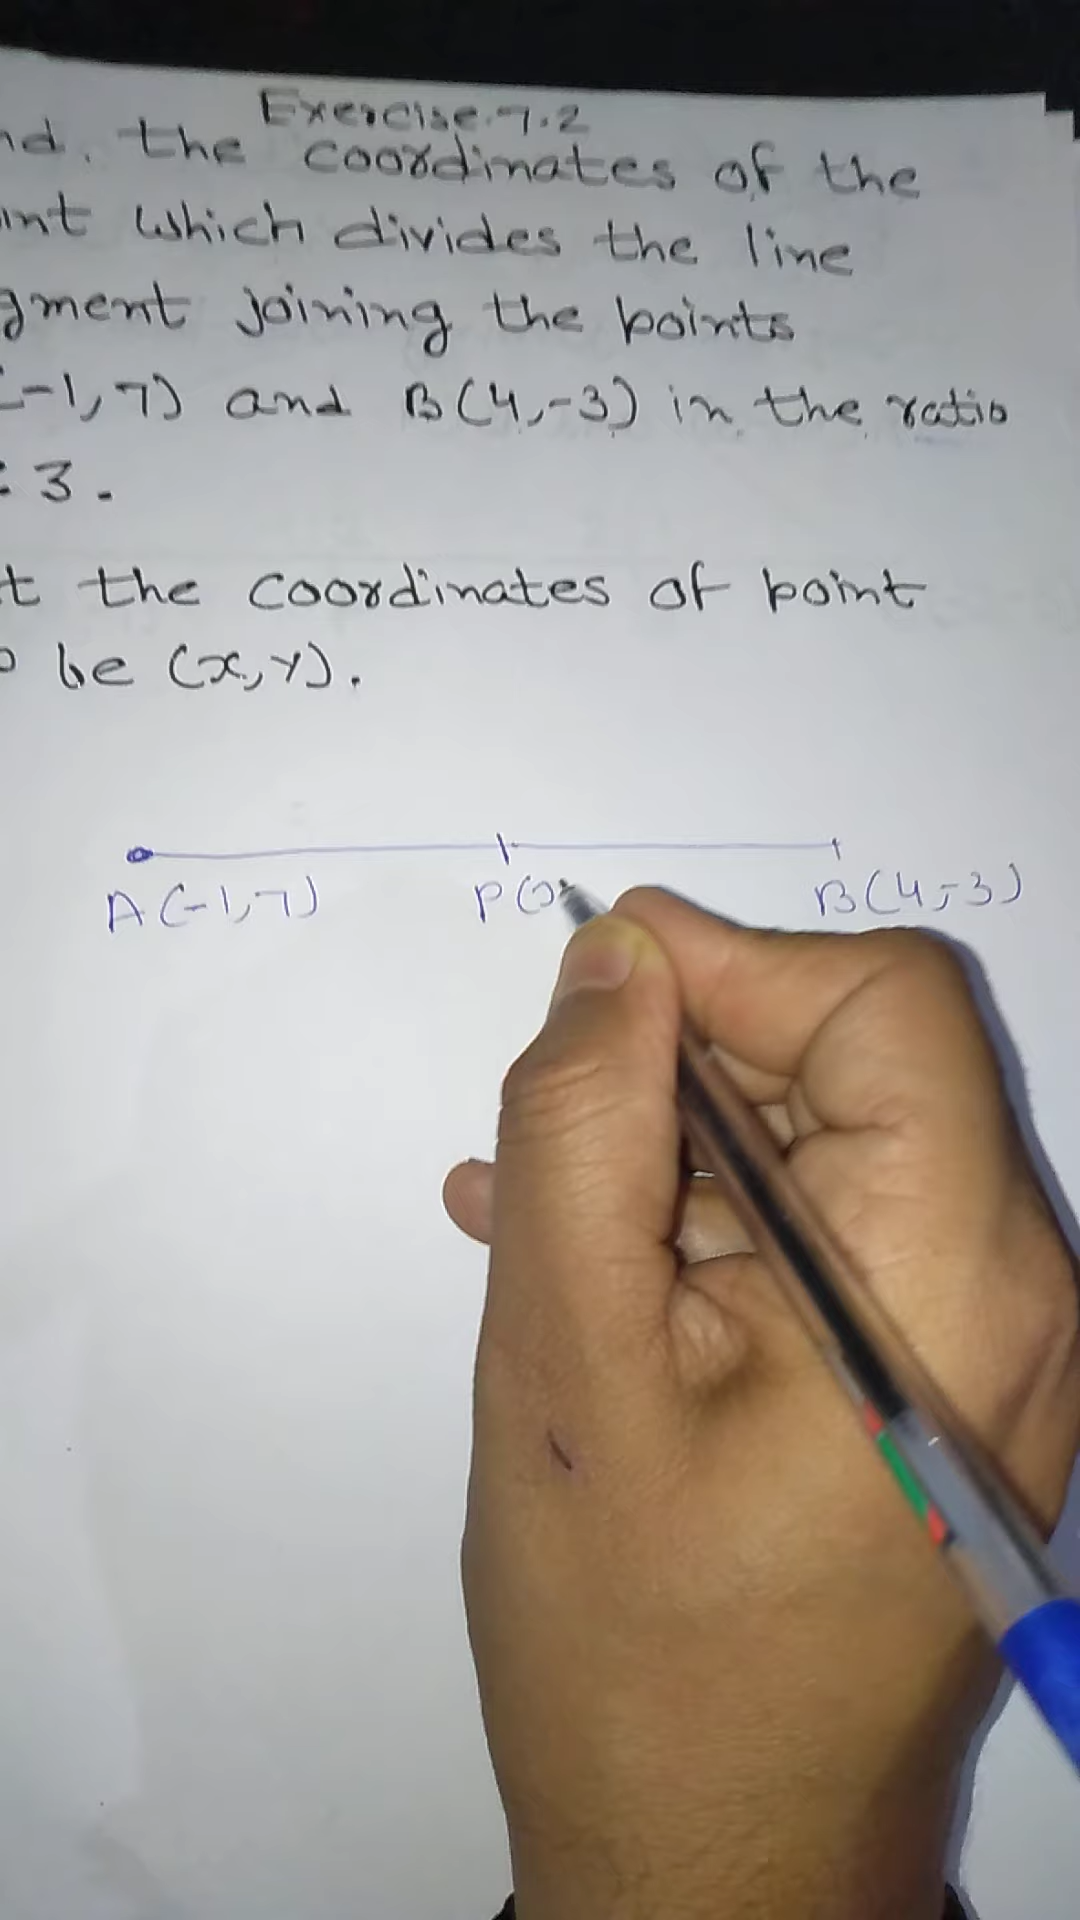 Exercise.7.2
nd. the coordinates of the
int which divides the line
gment joining the points
(-1,7) and B(4,-3) in the ratio
: 3.
t the coordinates of point
be (x,y).
A(-1,7) P(x B(4,-3)